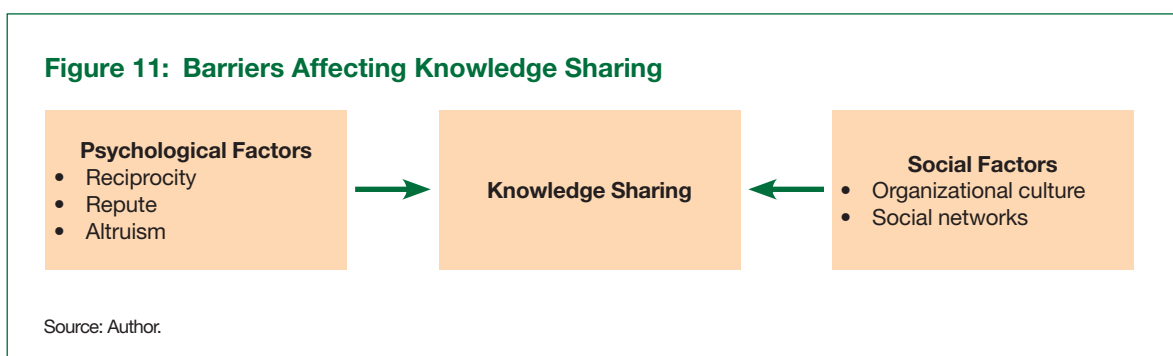 Figure 11: Barriers Affecting Knowledge Sharing
Psychological Factors
• Reciprocity
• Repute
• Altruism
Knowledge Sharing
Social Factors
• Organizational culture
• Social networks
Source: Author.